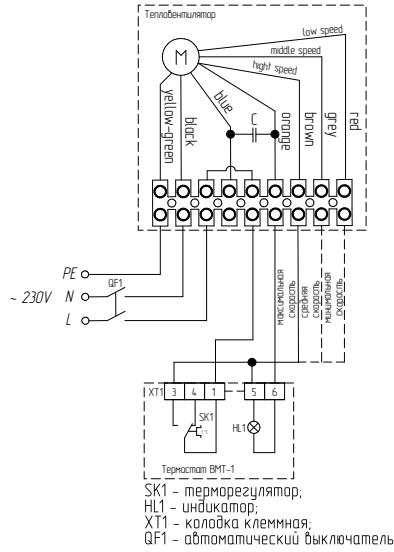 Тепловентилятор
low speed
middle speed
hight speed
M
yellow-green
black
blue
C
orange
brown
grey
red
PE
QF1
~ 230V
N
L
максимальная
скорость
средняя
скорость
минимальная
скорость
XT1
3
4
1
5
6
SK1
t°C
HL1
Термостат ВМТ-1
SK1 - терморегулятор;
HL1 - индикатор;
XT1 - колодка клеммная;
QF1 - автоматический выключатель